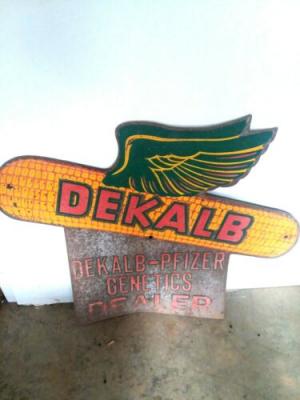 DEKALB
DEKALB-PFIZER
GENETICS
DEALER